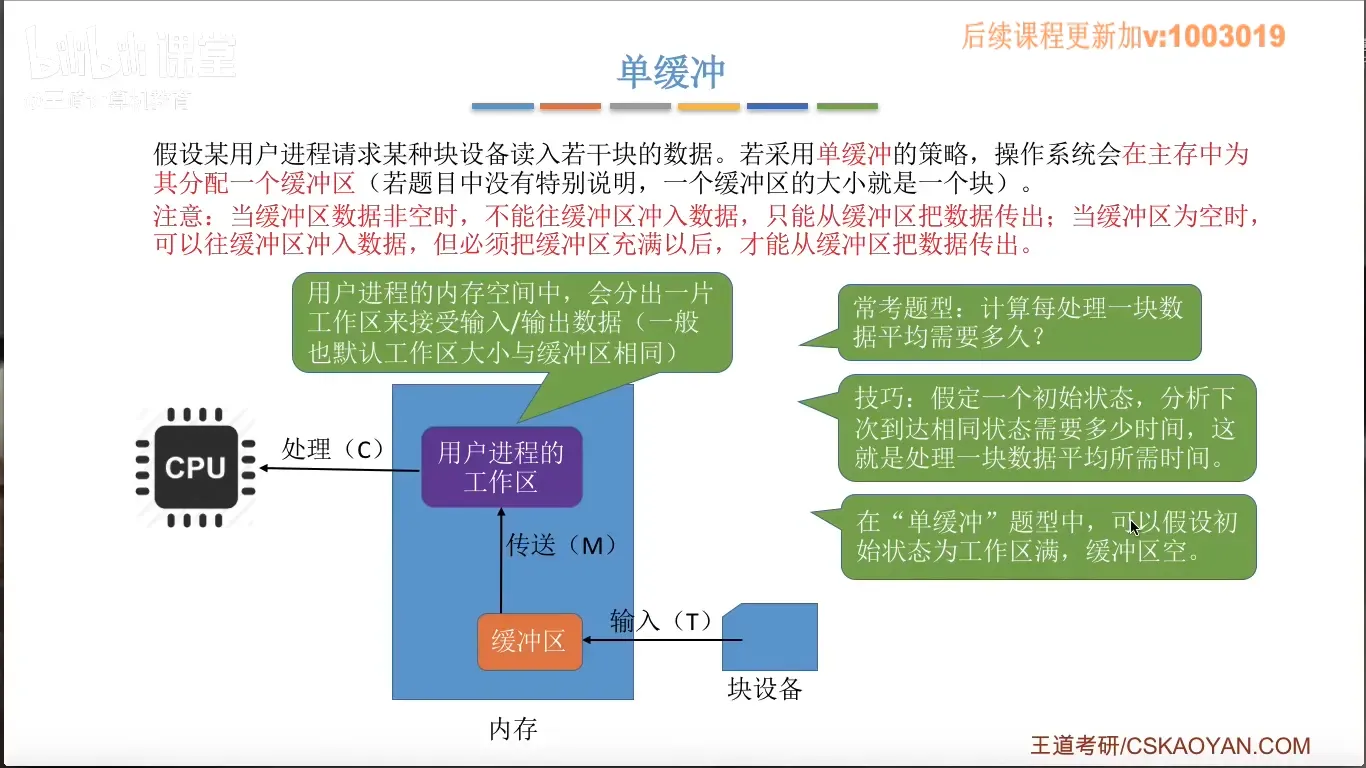 bilibili 课堂
后续课程更新加v:1003019
单缓冲
假设某用户进程请求某种块设备读入若干块的数据。若采用单缓冲的策略，操作系统会在主存中为
其分配一个缓冲区（若题目中没有特别说明，一个缓冲区的大小就是一个块）。
注意：当缓冲区数据非空时，不能往缓冲区冲入数据，只能从缓冲区把数据传出；当缓冲区为空时，
可以往缓冲区冲入数据，但必须把缓冲区充满以后，才能从缓冲区把数据传出。
用户进程的内存空间中，会分出一片
工作区来接受输入/输出数据（一般
也默认工作区大小与缓冲区相同）
常考题型：计算每处理一块数
据平均需要多久？
技巧：假定一个初始状态，分析下
次到达相同状态需要多少时间，这
就是处理一块数据平均所需时间。
在“单缓冲”题型中，可以假设初
始状态为工作区满，缓冲区空。
CPU
处理（C）
用户进程的
工作区
传送（M）
缓冲区
输入（T）
块设备
内存
王道考研/CSKAOYAN.COM